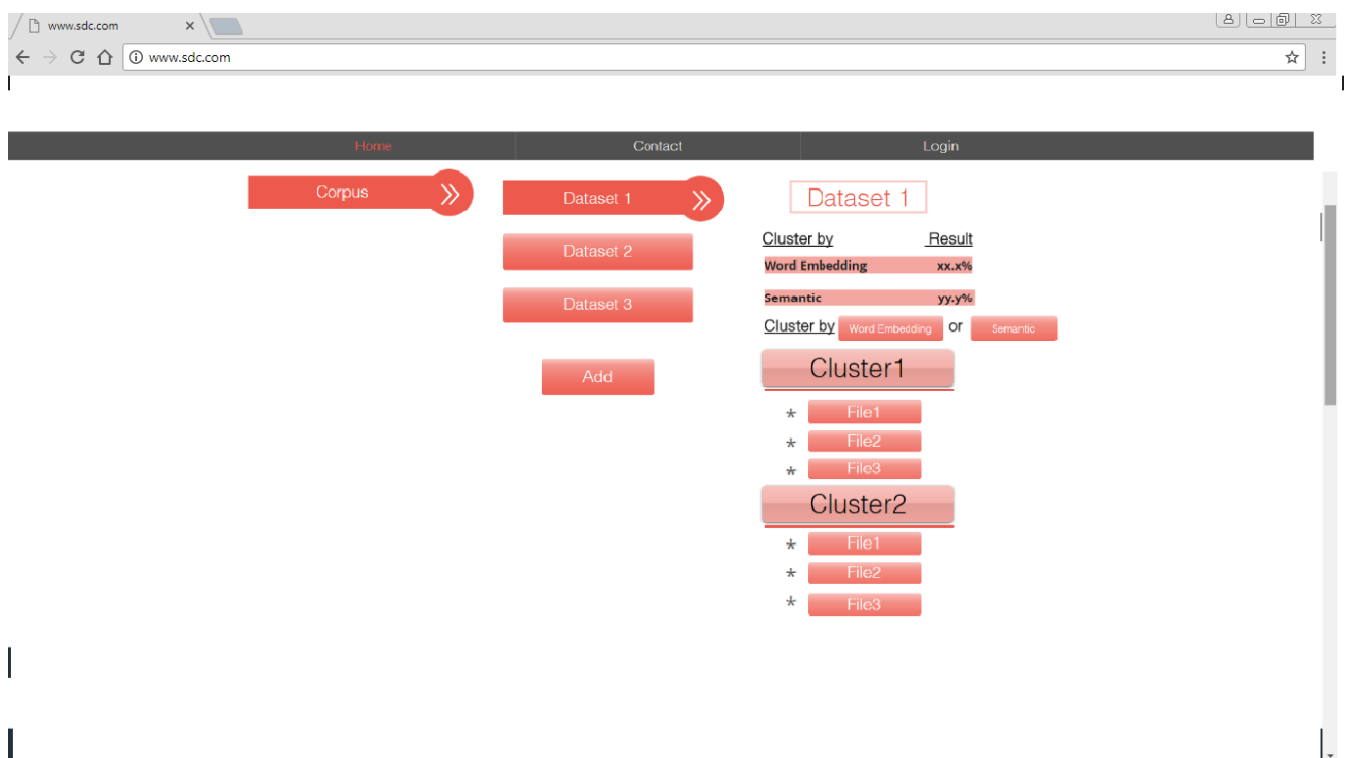 www.sdc.com
www.sdc.com
Home Contact Login
Corpus
Dataset 1
Dataset 2
Dataset 3
Add
Dataset 1
Cluster by Result
Word Embedding xx.x%
Semantic yy.y%
Cluster by Word Embedding or Semantic
Cluster1
* File1
* File2
* File3
Cluster2
* File1
* File2
* File3